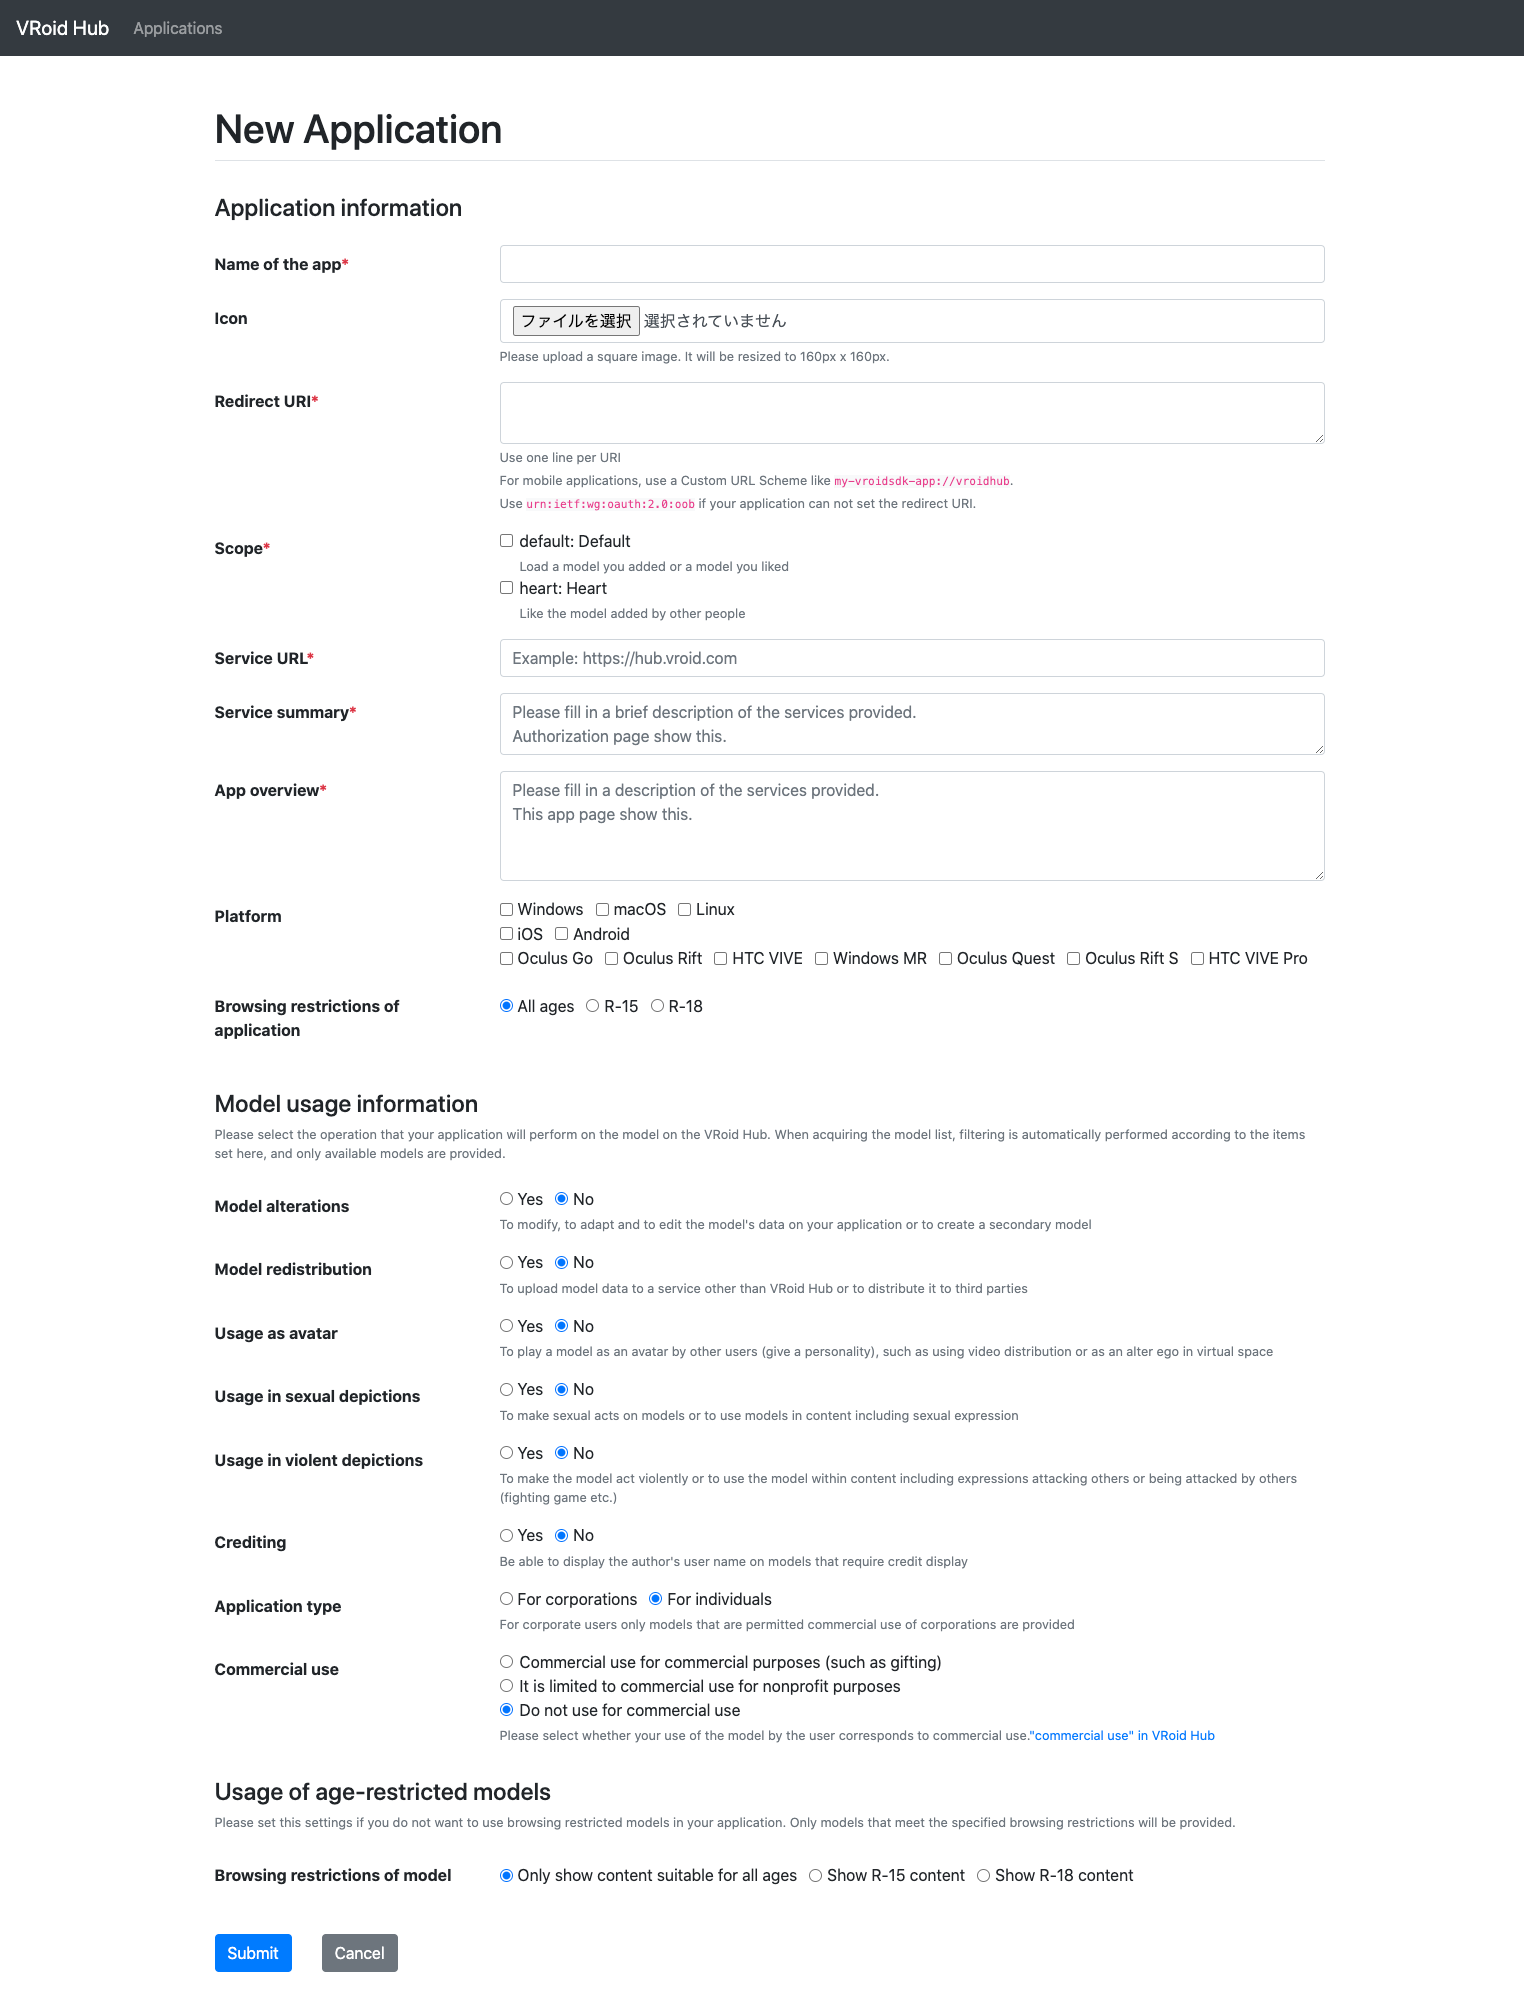 VRoid Hub Applications
New Application
Application information
Name of the app*
Icon
ファイルを選択 選択されていません
Please upload a square image. It will be resized to 160px x 160px.
Redirect URI*
Use one line per URI
For mobile applications, use a Custom URL Scheme like my-vroidsdk-app://vroidhub.
Use urn:ietf:wg:oauth:2.0:oob if your application can not set the redirect URI.
Scope*
default: Default
Load a model you added or a model you liked
heart: Heart
Like the model added by other people
Service URL*
Example: https://hub.vroid.com
Service summary*
Please fill in a brief description of the services provided.
Authorization page show this.
App overview*
Please fill in a description of the services provided.
This app page show this.
Platform
Windows macOS Linux
iOS Android
Oculus Go Oculus Rift HTC VIVE Windows MR Oculus Quest Oculus Rift S HTC VIVE Pro
Browsing restrictions of
application
All ages R-15 R-18
Model usage information
Please select the operation that your application will perform on the model on the VRoid Hub. When acquiring the model list, filtering is automatically performed according to the items
set here, and only available models are provided.
Model alterations
Yes No
To modify, to adapt and to edit the model's data on your application or to create a secondary model
Model redistribution
Yes No
To upload model data to a service other than VRoid Hub or to distribute it to third parties
Usage as avatar
Yes No
To play a model as an avatar by other users (give a personality), such as using video distribution or as an alter ego in virtual space
Usage in sexual depictions
Yes No
To make sexual acts on models or to use models in content including sexual expression
Usage in violent depictions
Yes No
To make the model act violently or to use the model within content including expressions attacking others or being attacked by others
(fighting game etc.)
Crediting
Yes No
Be able to display the author's user name on models that require credit display
Application type
For corporations For individuals
For corporate users only models that are permitted commercial use of corporations are provided
Commercial use
Commercial use for commercial purposes (such as gifting)
It is limited to commercial use for nonprofit purposes
Do not use for commercial use
Please select whether your use of the model by the user corresponds to commercial use."commercial use" in VRoid Hub
Usage of age-restricted models
Please set this settings if you do not want to use browsing restricted models in your application. Only models that meet the specified browsing restrictions will be provided.
Browsing restrictions of model
Only show content suitable for all ages Show R-15 content Show R-18 content
Submit Cancel